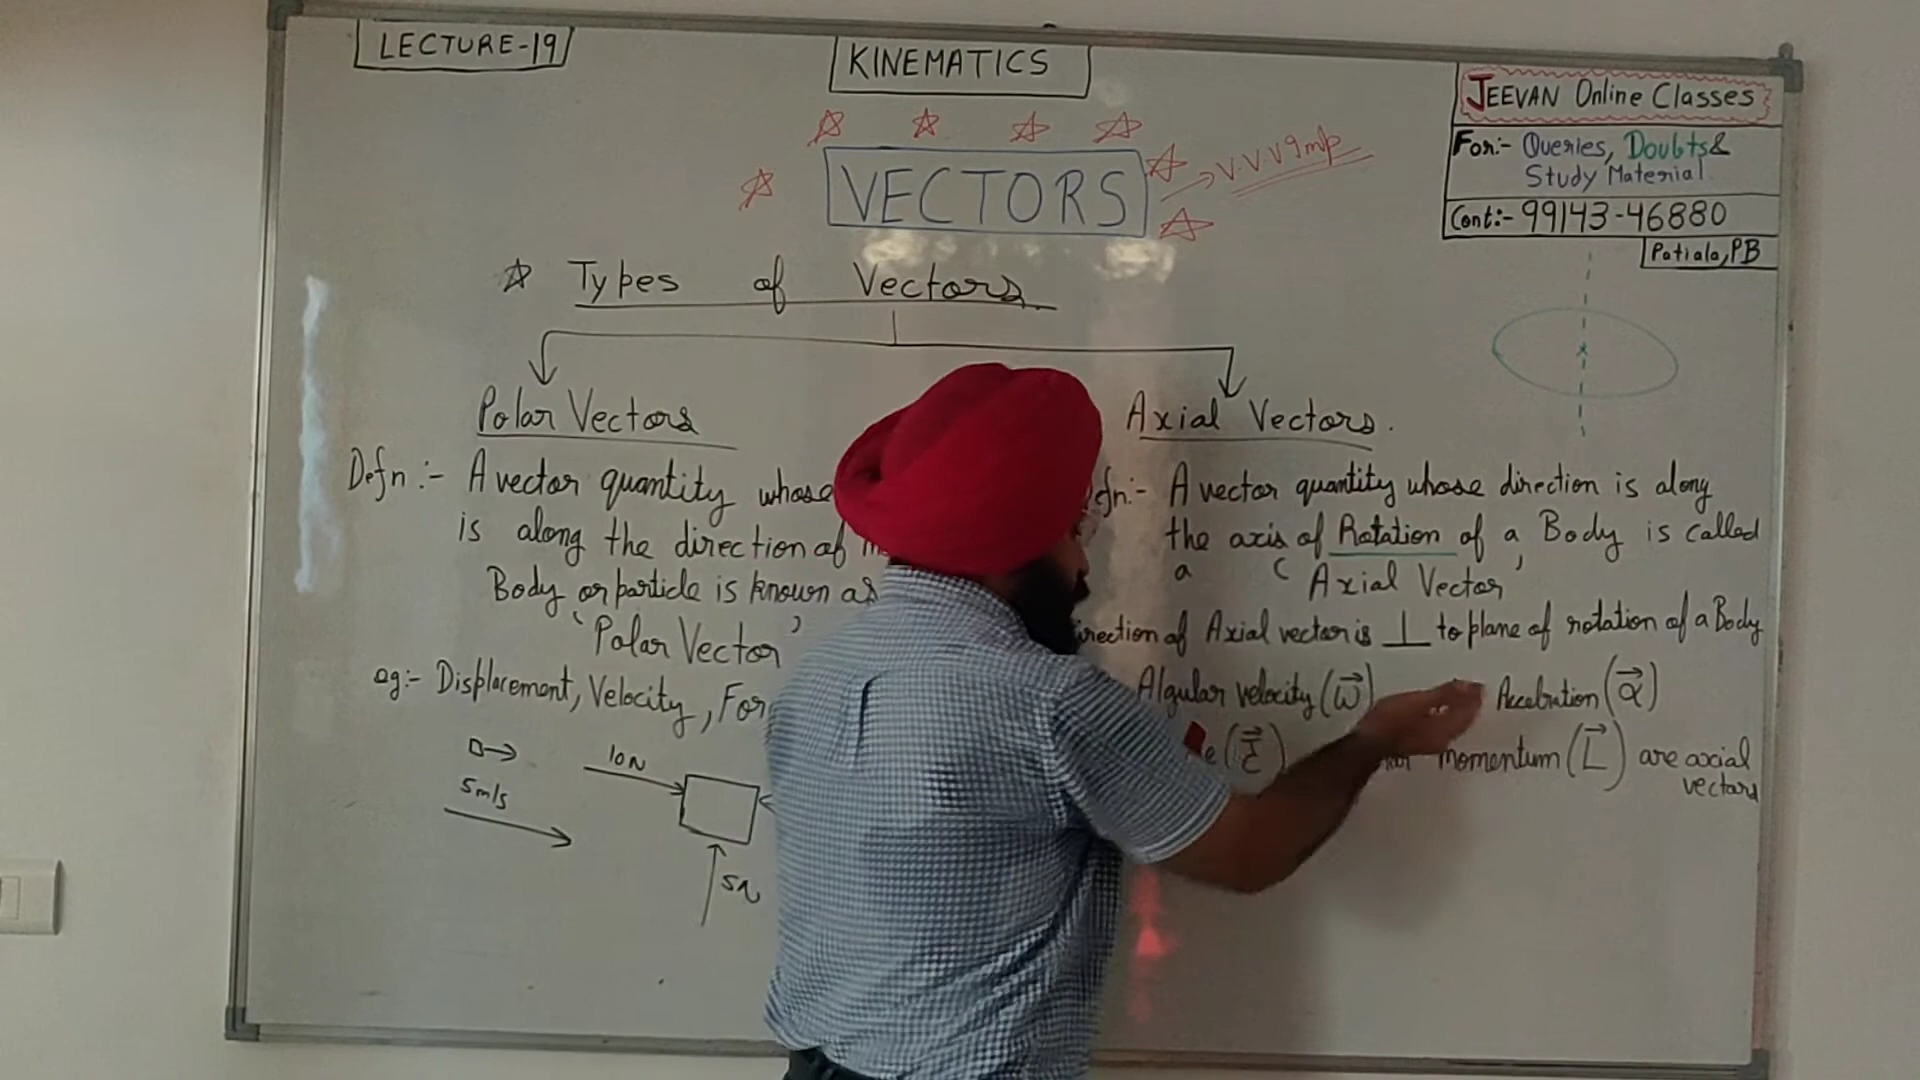 LECTURE-19
KINEMATICS
JEEVAN Online Classes
For:- Queries, Doubts &
Study Material
Cont:- 99143-46880
Patiala, PB
VECTORS
V.V.V Imp
Types of Vectors
Polar Vectors
Defn:- A vector quantity whose
is along the direction of
Body or particle is known as
'Polar Vector'
eg:- Displacement, Velocity, For
5m/s
10N
5N
Axial Vectors.
efn:- A vector quantity whose direction is along
the axis of Rotation of a Body is called
a 'Axial Vector'
irection of Axial vector is ⊥ to plane of rotation of a Body
Algular velocity (ω⃗) Accelration (α⃗)
e (τ⃗) momentum (L⃗) are axial
vectors